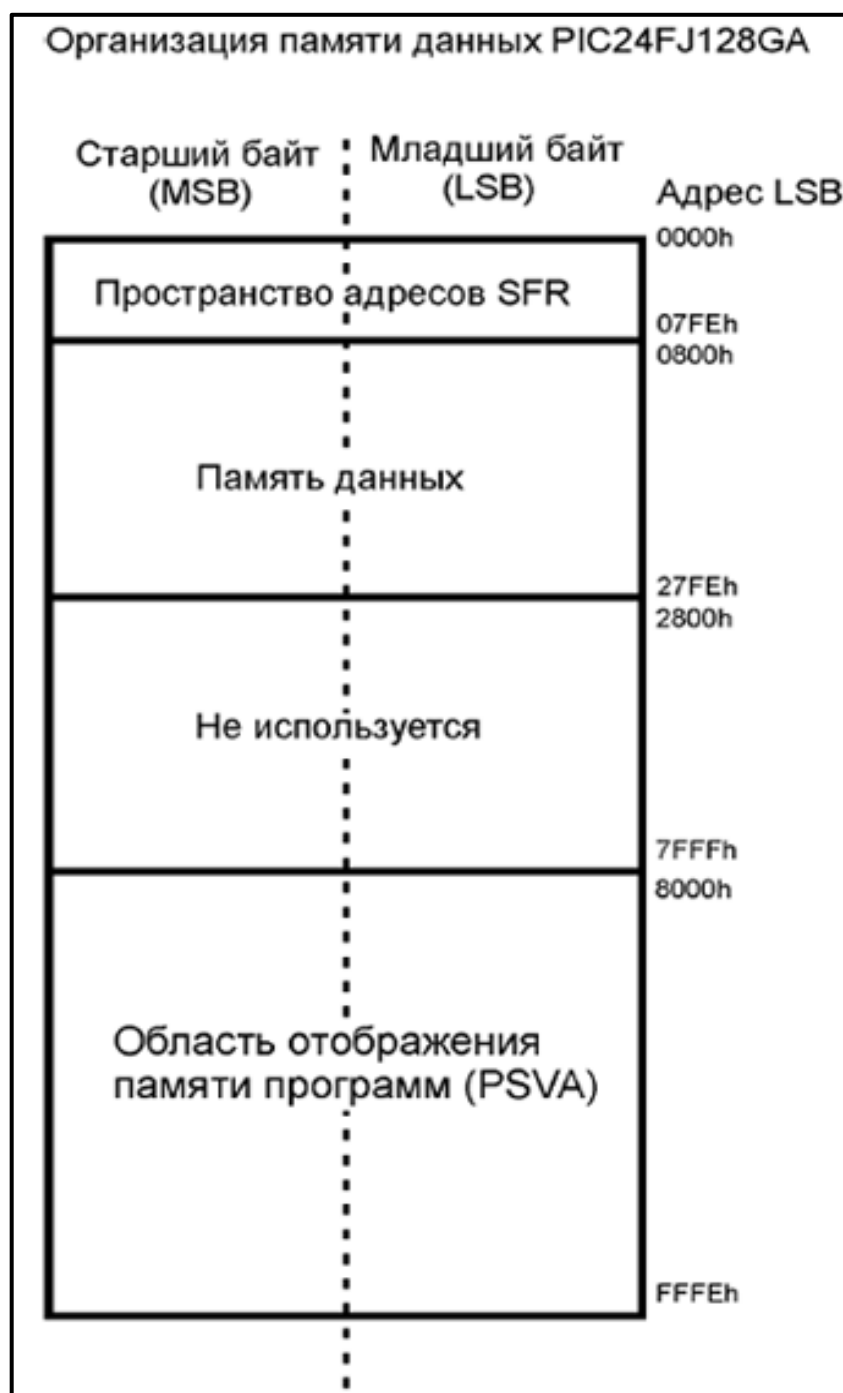 Организация памяти данных PIC24FJ128GA
Старший байт
(MSB)
Младший байт
(LSB)
Адрес LSB
0000h
Пространство адресов SFR
07FEh
0800h
Память данных
27FEh
2800h
Не используется
7FFFh
8000h
Область отображения
памяти программ (PSVA)
FFFEh